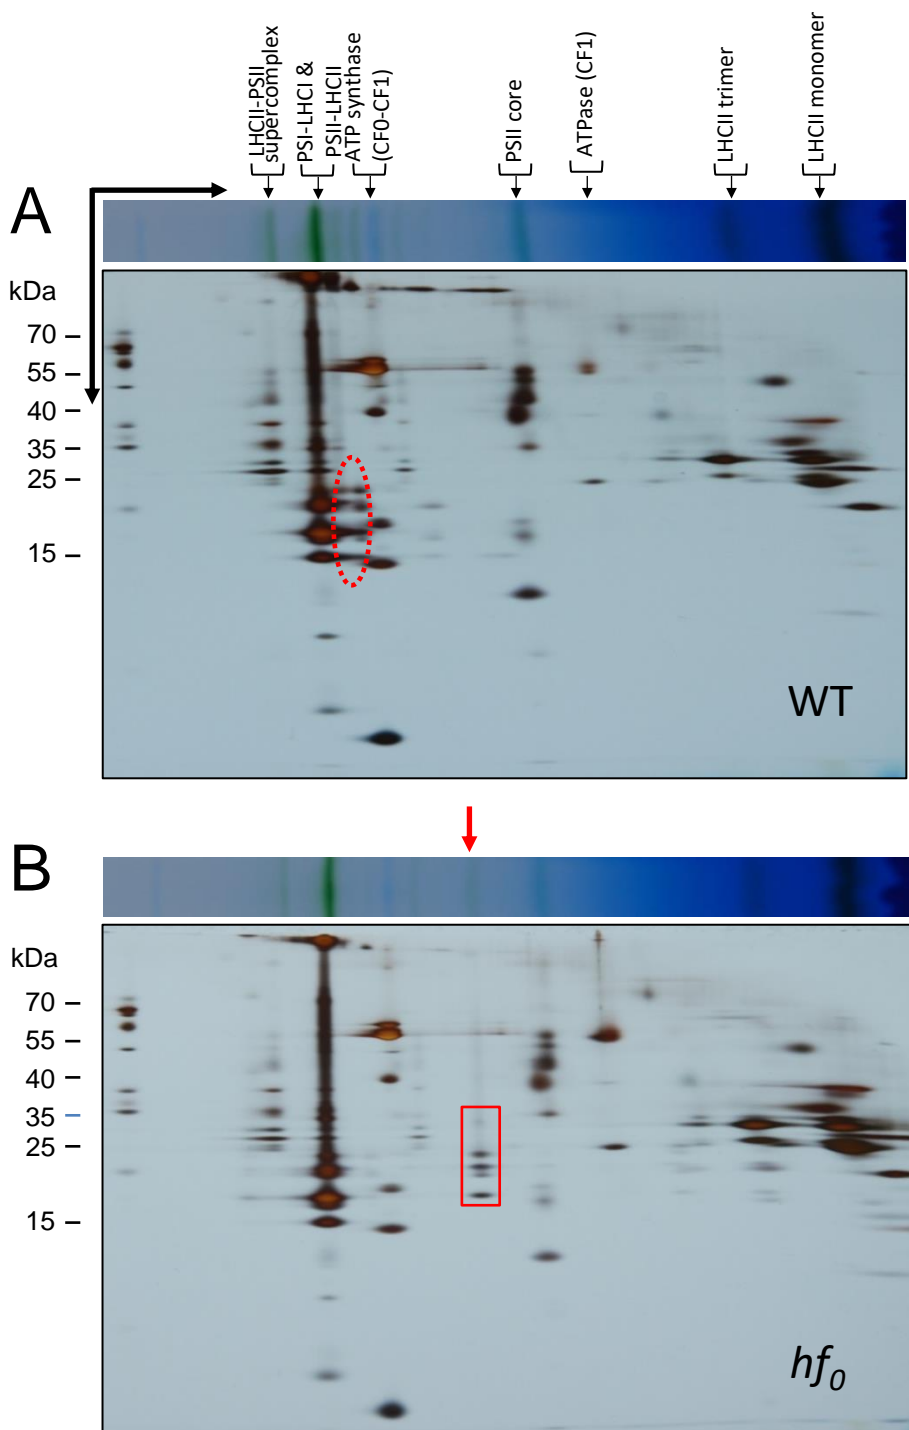 LHCII-PSII
supercomplex
PSI-LHCI &
PSII-LHCII
ATP synthase
(CF0-CF1)
PSII core
ATPase (CF1)
LHCII trimer
LHCII monomer
A
kDa
70
55
40
35
25
15
WT
B
kDa
70
55
40
35
25
15
hf0